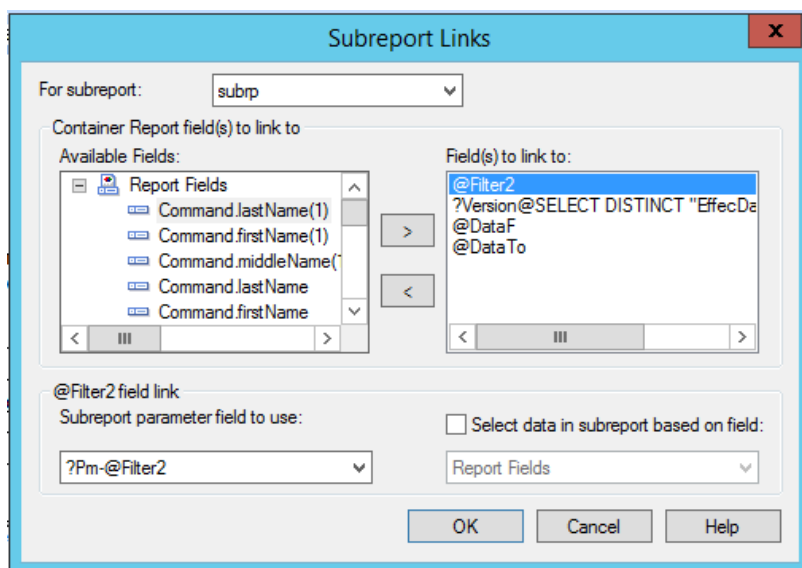 Subreport Links
x
For subreport:
subrp
Container Report field(s) to link to
Available Fields:
Report Fields
Command.lastName(1)
Command.firstName(1)
Command.middleName(
Command.lastName
Command.firstName
>
<
Field(s) to link to:
@Filter2
?Version@SELECT DISTINCT "EffecDa
@DataF
@DataTo
@Filter2 field link
Subreport parameter field to use:
?Pm-@Filter2
Select data in subreport based on field:
Report Fields
OK
Cancel
Help